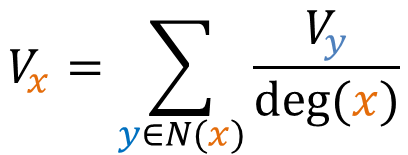 V_x = ∑_{y∈N(x)} V_y / deg(x)